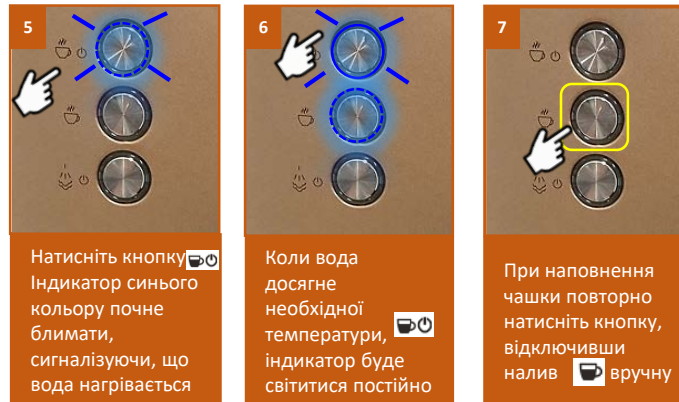 5
Натисніть кнопку
Індикатор синього
кольору почне
блимати,
сигналізуючи, що
вода нагрівається
6
Коли вода
досягне
необхідної
температури,
індикатор буде
світитися постійно
7
При наповнення
чашки повторно
натисніть кнопку,
відключивши
налив вручну